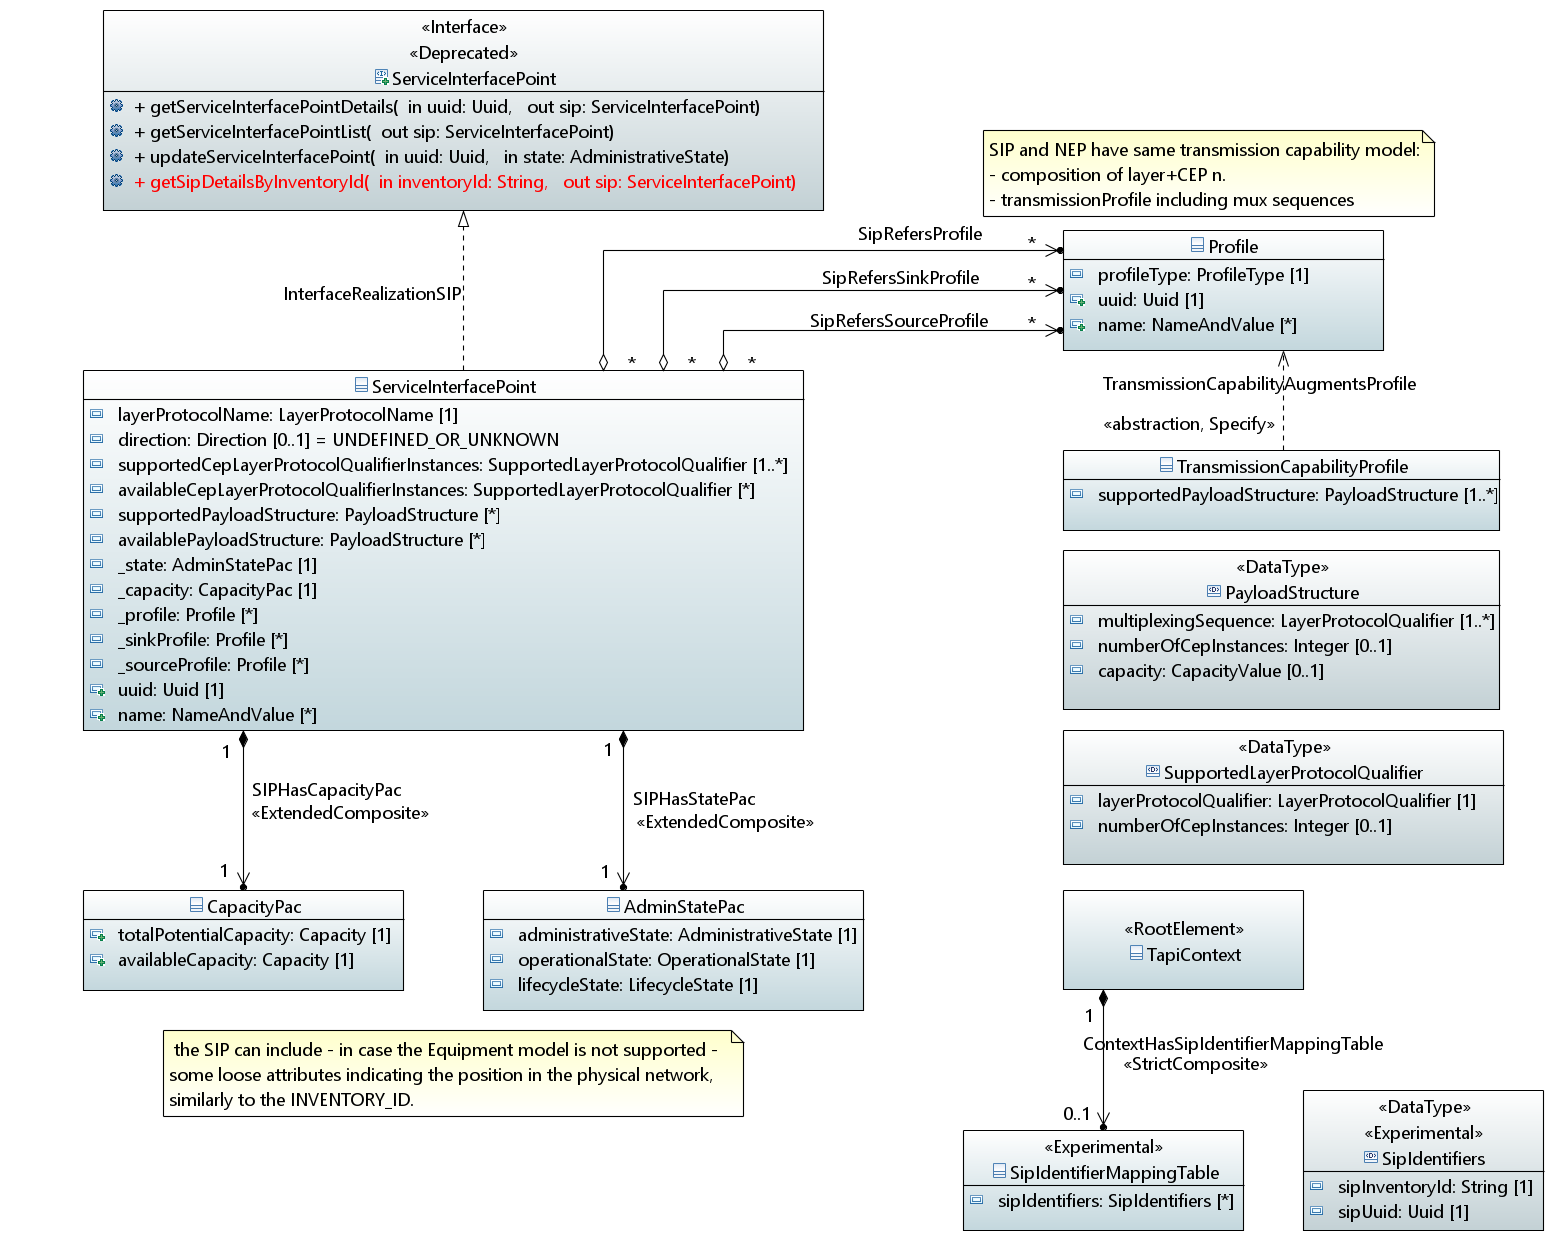 «Interface»
«Deprecated»
ServiceInterfacePoint
+ getServiceInterfacePointDetails( in uuid: Uuid, out sip: ServiceInterfacePoint)
+ getServiceInterfacePointList( out sip: ServiceInterfacePoint)
+ updateServiceInterfacePoint( in uuid: Uuid, in state: AdministrativeState)
+ getSipDetailsByInventoryId( in inventoryId: String, out sip: ServiceInterfacePoint)
SIP and NEP have same transmission capability model:
- composition of layer+CEP n.
- transmissionProfile including mux sequences
InterfaceRealizationSIP
SipRefersProfile
*
*
SipRefersSinkProfile
*
*
SipRefersSourceProfile
*
*
Profile
profileType: ProfileType [1]
uuid: Uuid [1]
name: NameAndValue [*]
TransmissionCapabilityAugmentsProfile
«abstraction, Specify»
ServiceInterfacePoint
layerProtocolName: LayerProtocolName [1]
direction: Direction [0..1] = UNDEFINED_OR_UNKNOWN
supportedCepLayerProtocolQualifierInstances: SupportedLayerProtocolQualifier [1..*]
availableCepLayerProtocolQualifierInstances: SupportedLayerProtocolQualifier [*]
supportedPayloadStructure: PayloadStructure [*]
availablePayloadStructure: PayloadStructure [*]
_state: AdminStatePac [1]
_capacity: CapacityPac [1]
_profile: Profile [*]
_sinkProfile: Profile [*]
_sourceProfile: Profile [*]
uuid: Uuid [1]
name: NameAndValue [*]
TransmissionCapabilityProfile
supportedPayloadStructure: PayloadStructure [1..*]
«DataType»
PayloadStructure
multiplexingSequence: LayerProtocolQualifier [1..*]
numberOfCepInstances: Integer [0..1]
capacity: CapacityValue [0..1]
«DataType»
SupportedLayerProtocolQualifier
layerProtocolQualifier: LayerProtocolQualifier [1]
numberOfCepInstances: Integer [0..1]
1
SIPHasCapacityPac
«ExtendedComposite»
1
1
SIPHasStatePac
«ExtendedComposite»
1
CapacityPac
totalPotentialCapacity: Capacity [1]
availableCapacity: Capacity [1]
AdminStatePac
administrativeState: AdministrativeState [1]
operationalState: OperationalState [1]
lifecycleState: LifecycleState [1]
the SIP can include - in case the Equipment model is not supported -
some loose attributes indicating the position in the physical network,
similarly to the INVENTORY_ID.
«RootElement»
TapiContext
1
ContextHasSipIdentifierMappingTable
«StrictComposite»
0..1
«Experimental»
SipIdentifierMappingTable
sipIdentifiers: SipIdentifiers [*]
«DataType»
«Experimental»
SipIdentifiers
sipInventoryId: String [1]
sipUuid: Uuid [1]